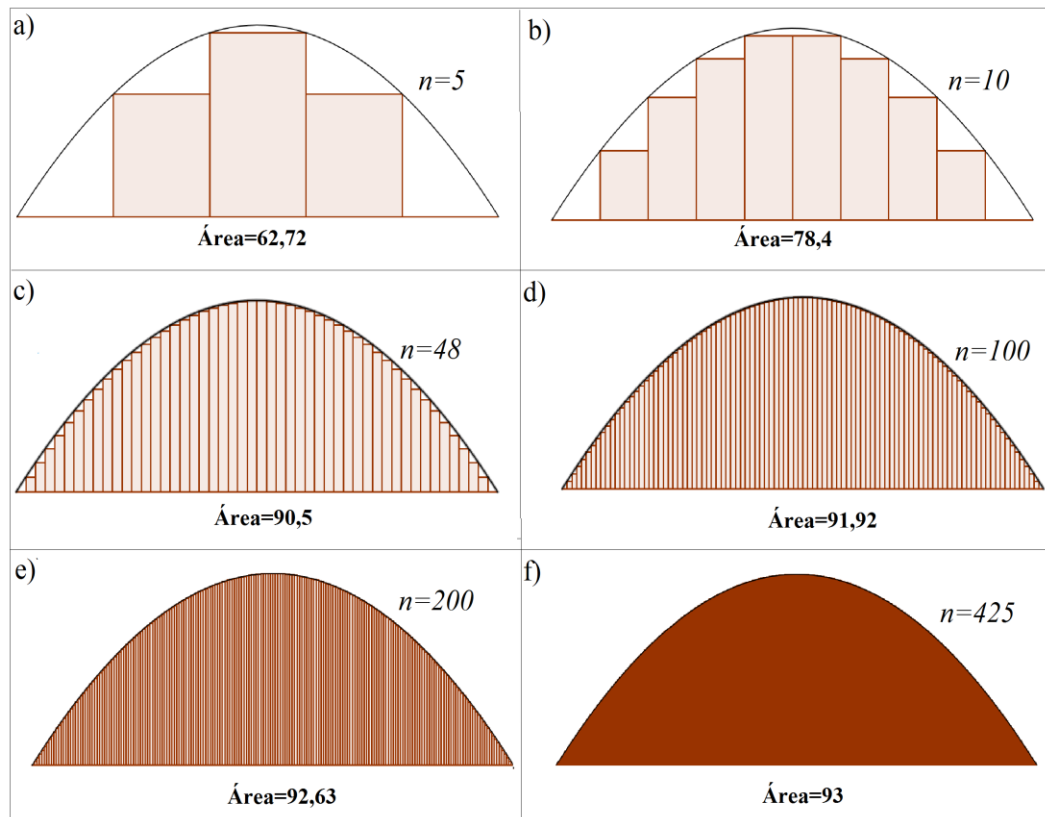 a)
n=5
Área=62,72
b)
n=10
Área=78,4
c)
n=48
Área=90,5
d)
n=100
Área=91,92
e)
n=200
Área=92,63
f)
n=425
Área=93